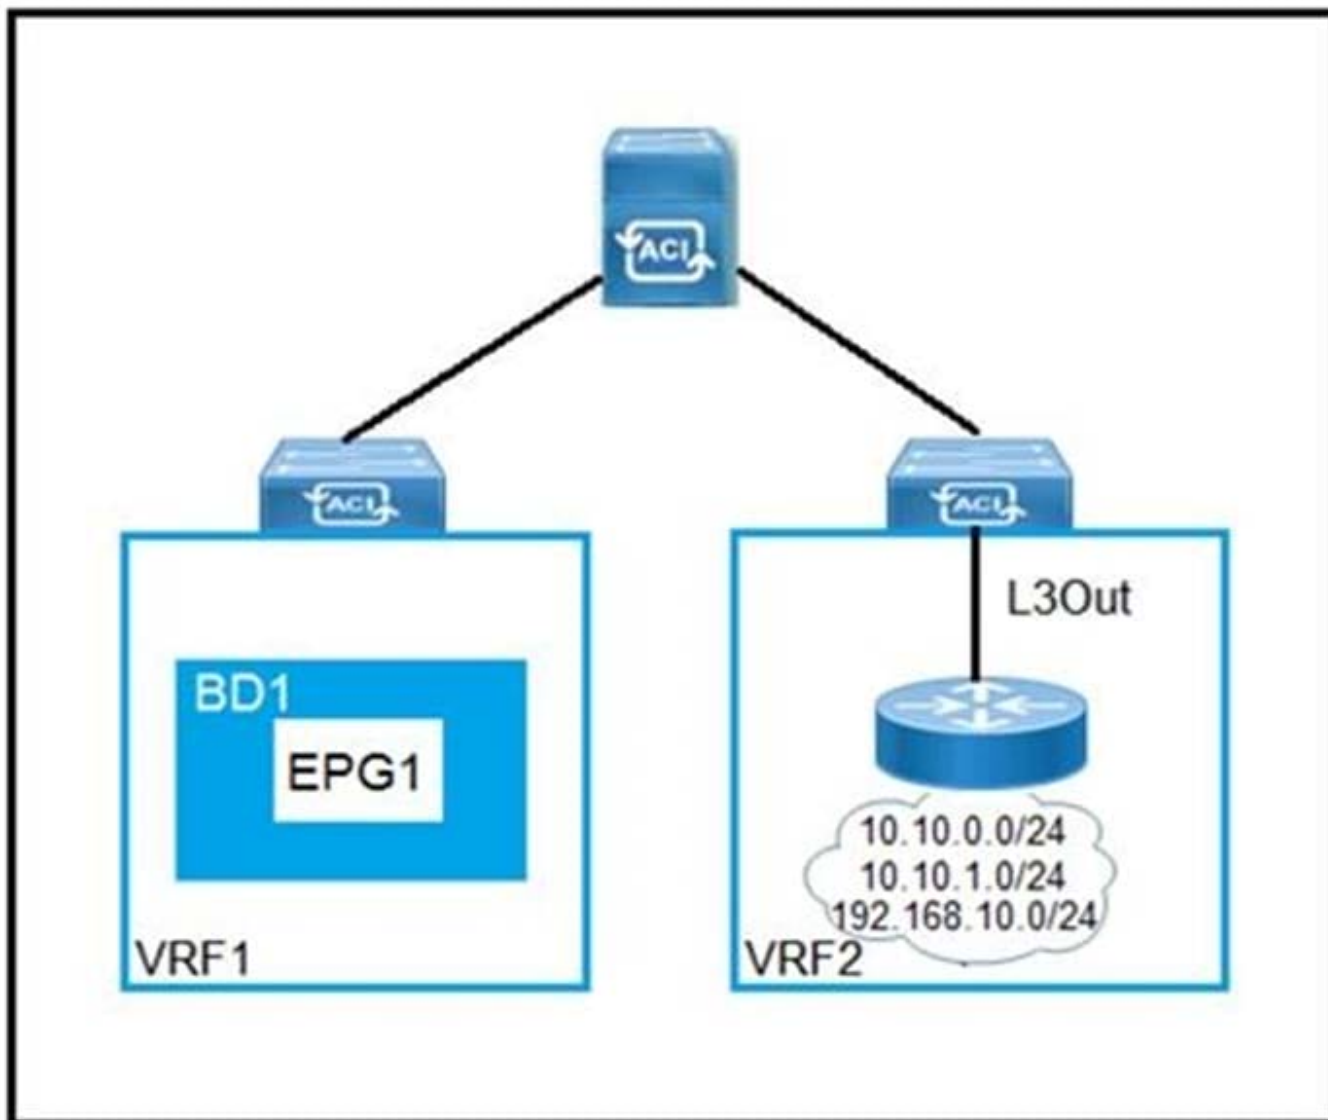 ACI
ACI
ACI
L3Out
BD1
EPG1
10.10.0.0/24
10.10.1.0/24
192.168.10.0/24
VRF1
VRF2